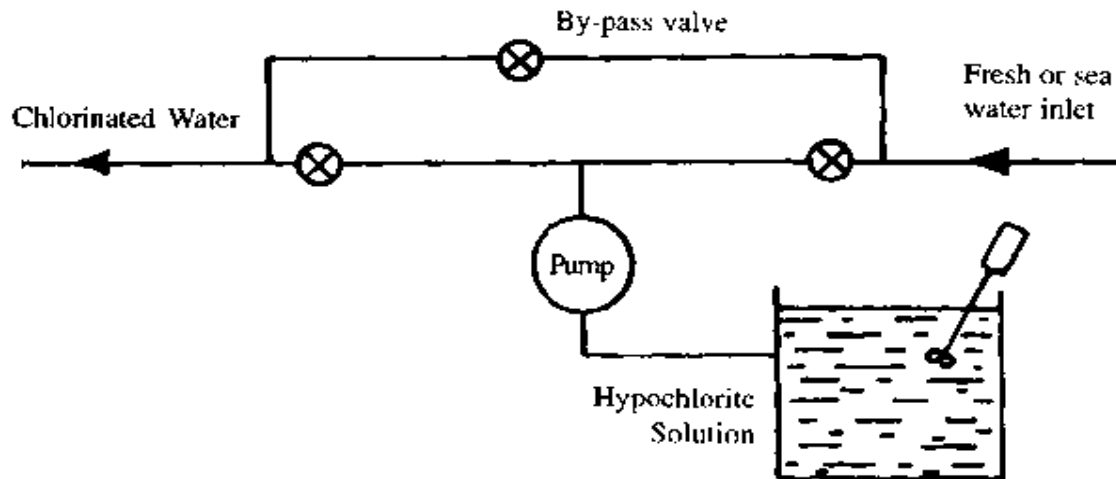 By-pass valve
Fresh or sea
water inlet
Chlorinated Water
Pump
Hypochlorite
Solution